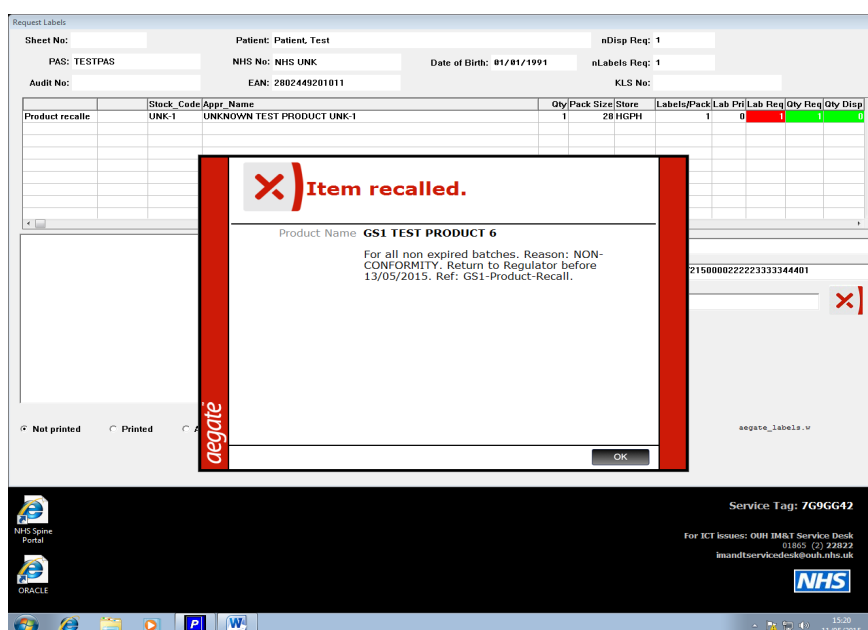 Request Labels
Sheet No: Patient: Patient, Test nDisp Req: 1
PAS: TESTPAS NHS No: NHS UNK Date of Birth: 01/01/1991 nLabels Req: 1
Audit No: EAN: 2802449201011 KLS No:
Stock_Code Appr_Name Qty Pack Size Store Labels/Pack Lab Pri Lab Req Qty Req Qty Disp
Product recalle UNK-1 UNKNOWN TEST PRODUCT UNK-1 1 28 HGPH 1 0 1 1 0
Item recalled.
Product Name GS1 TEST PRODUCT 6
For all non expired batches. Reason: NON-
CONFORMITY. Return to Regulator before
13/05/2015. Ref: GS1-Product-Recall.
7215000022222333344401
aegate
OK
Not printed Printed A
aegate_labels.w
Service Tag: 7G9GG42
NHS Spine
Portal
For ICT issues: OUH IM&T Service Desk
01865 (2) 22822
imandtservicedesk@ouh.nhs.uk
ORACLE
NHS
P W
15:20